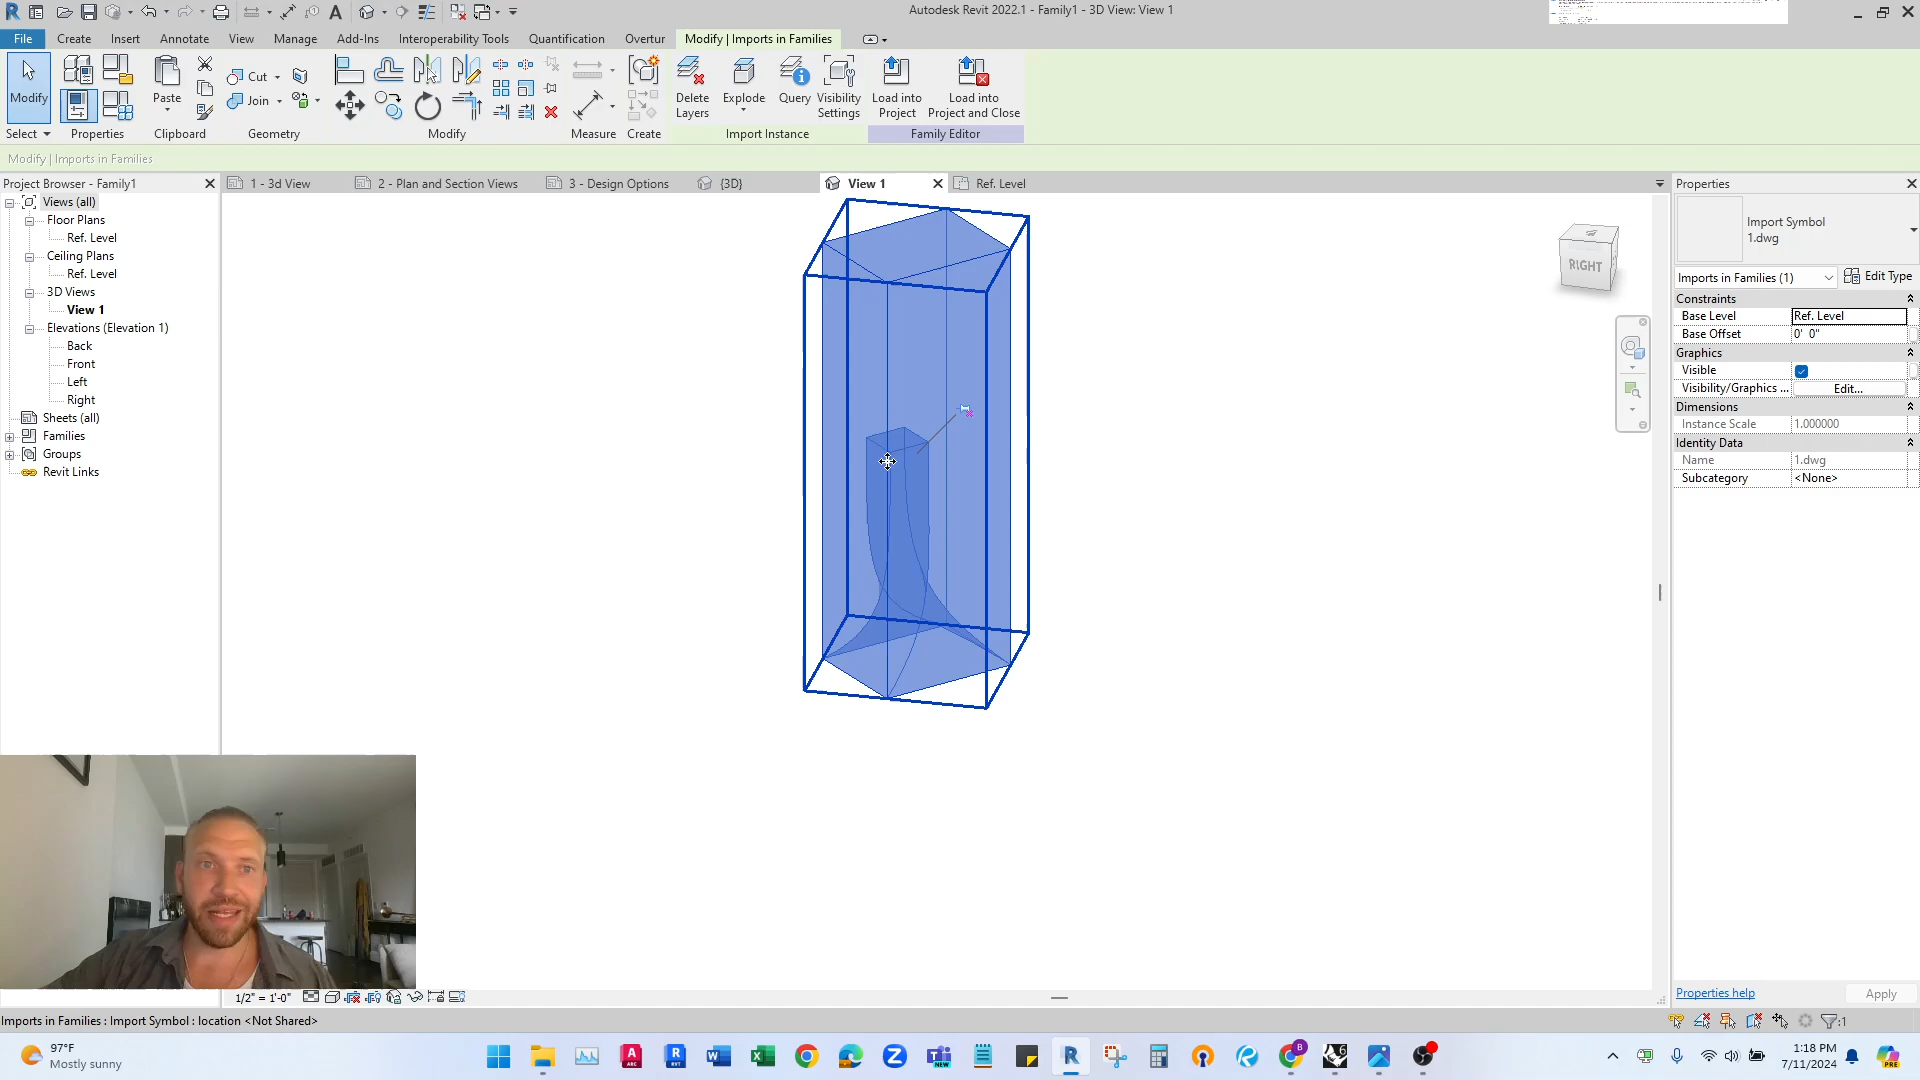 Autodesk Revit 2022.1 - Family1 - 3D View: View 1
File
Create
Insert
Annotate
View
Manage
Add-Ins
Interoperability Tools
Quantification
Overtur
Modify | Imports in Families
Modify
Paste
Cut
Join
Delete
Layers
Explode
Query
Visibility
Settings
Load into
Project
Load into
Project and Close
Select
Properties
Clipboard
Geometry
Modify
Measure
Create
Import Instance
Family Editor
Modify | Imports in Families
Project Browser - Family1
1 - 3d View
2 - Plan and Section Views
3 - Design Options
{3D}
View 1
Ref. Level
Properties
Views (all)
Floor Plans
Ref. Level
Ceiling Plans
Ref. Level
3D Views
View 1
Elevations (Elevation 1)
Back
Front
Left
Right
Sheets (all)
Families
Groups
Revit Links
RIGHT
Import Symbol
1.dwg
Imports in Families (1)
Edit Type
Constraints
Base Level
Ref. Level
Base Offset
0' 0"
Graphics
Visible
Visibility/Graphics ...
Edit...
Dimensions
Instance Scale
1.000000
Identity Data
Name
1.dwg
Subcategory
<None>
Properties help
Apply
1/2" = 1'-0"
Imports in Families : Import Symbol : location <Not Shared>
:1
97°F
Mostly sunny
1:18 PM
7/11/2024